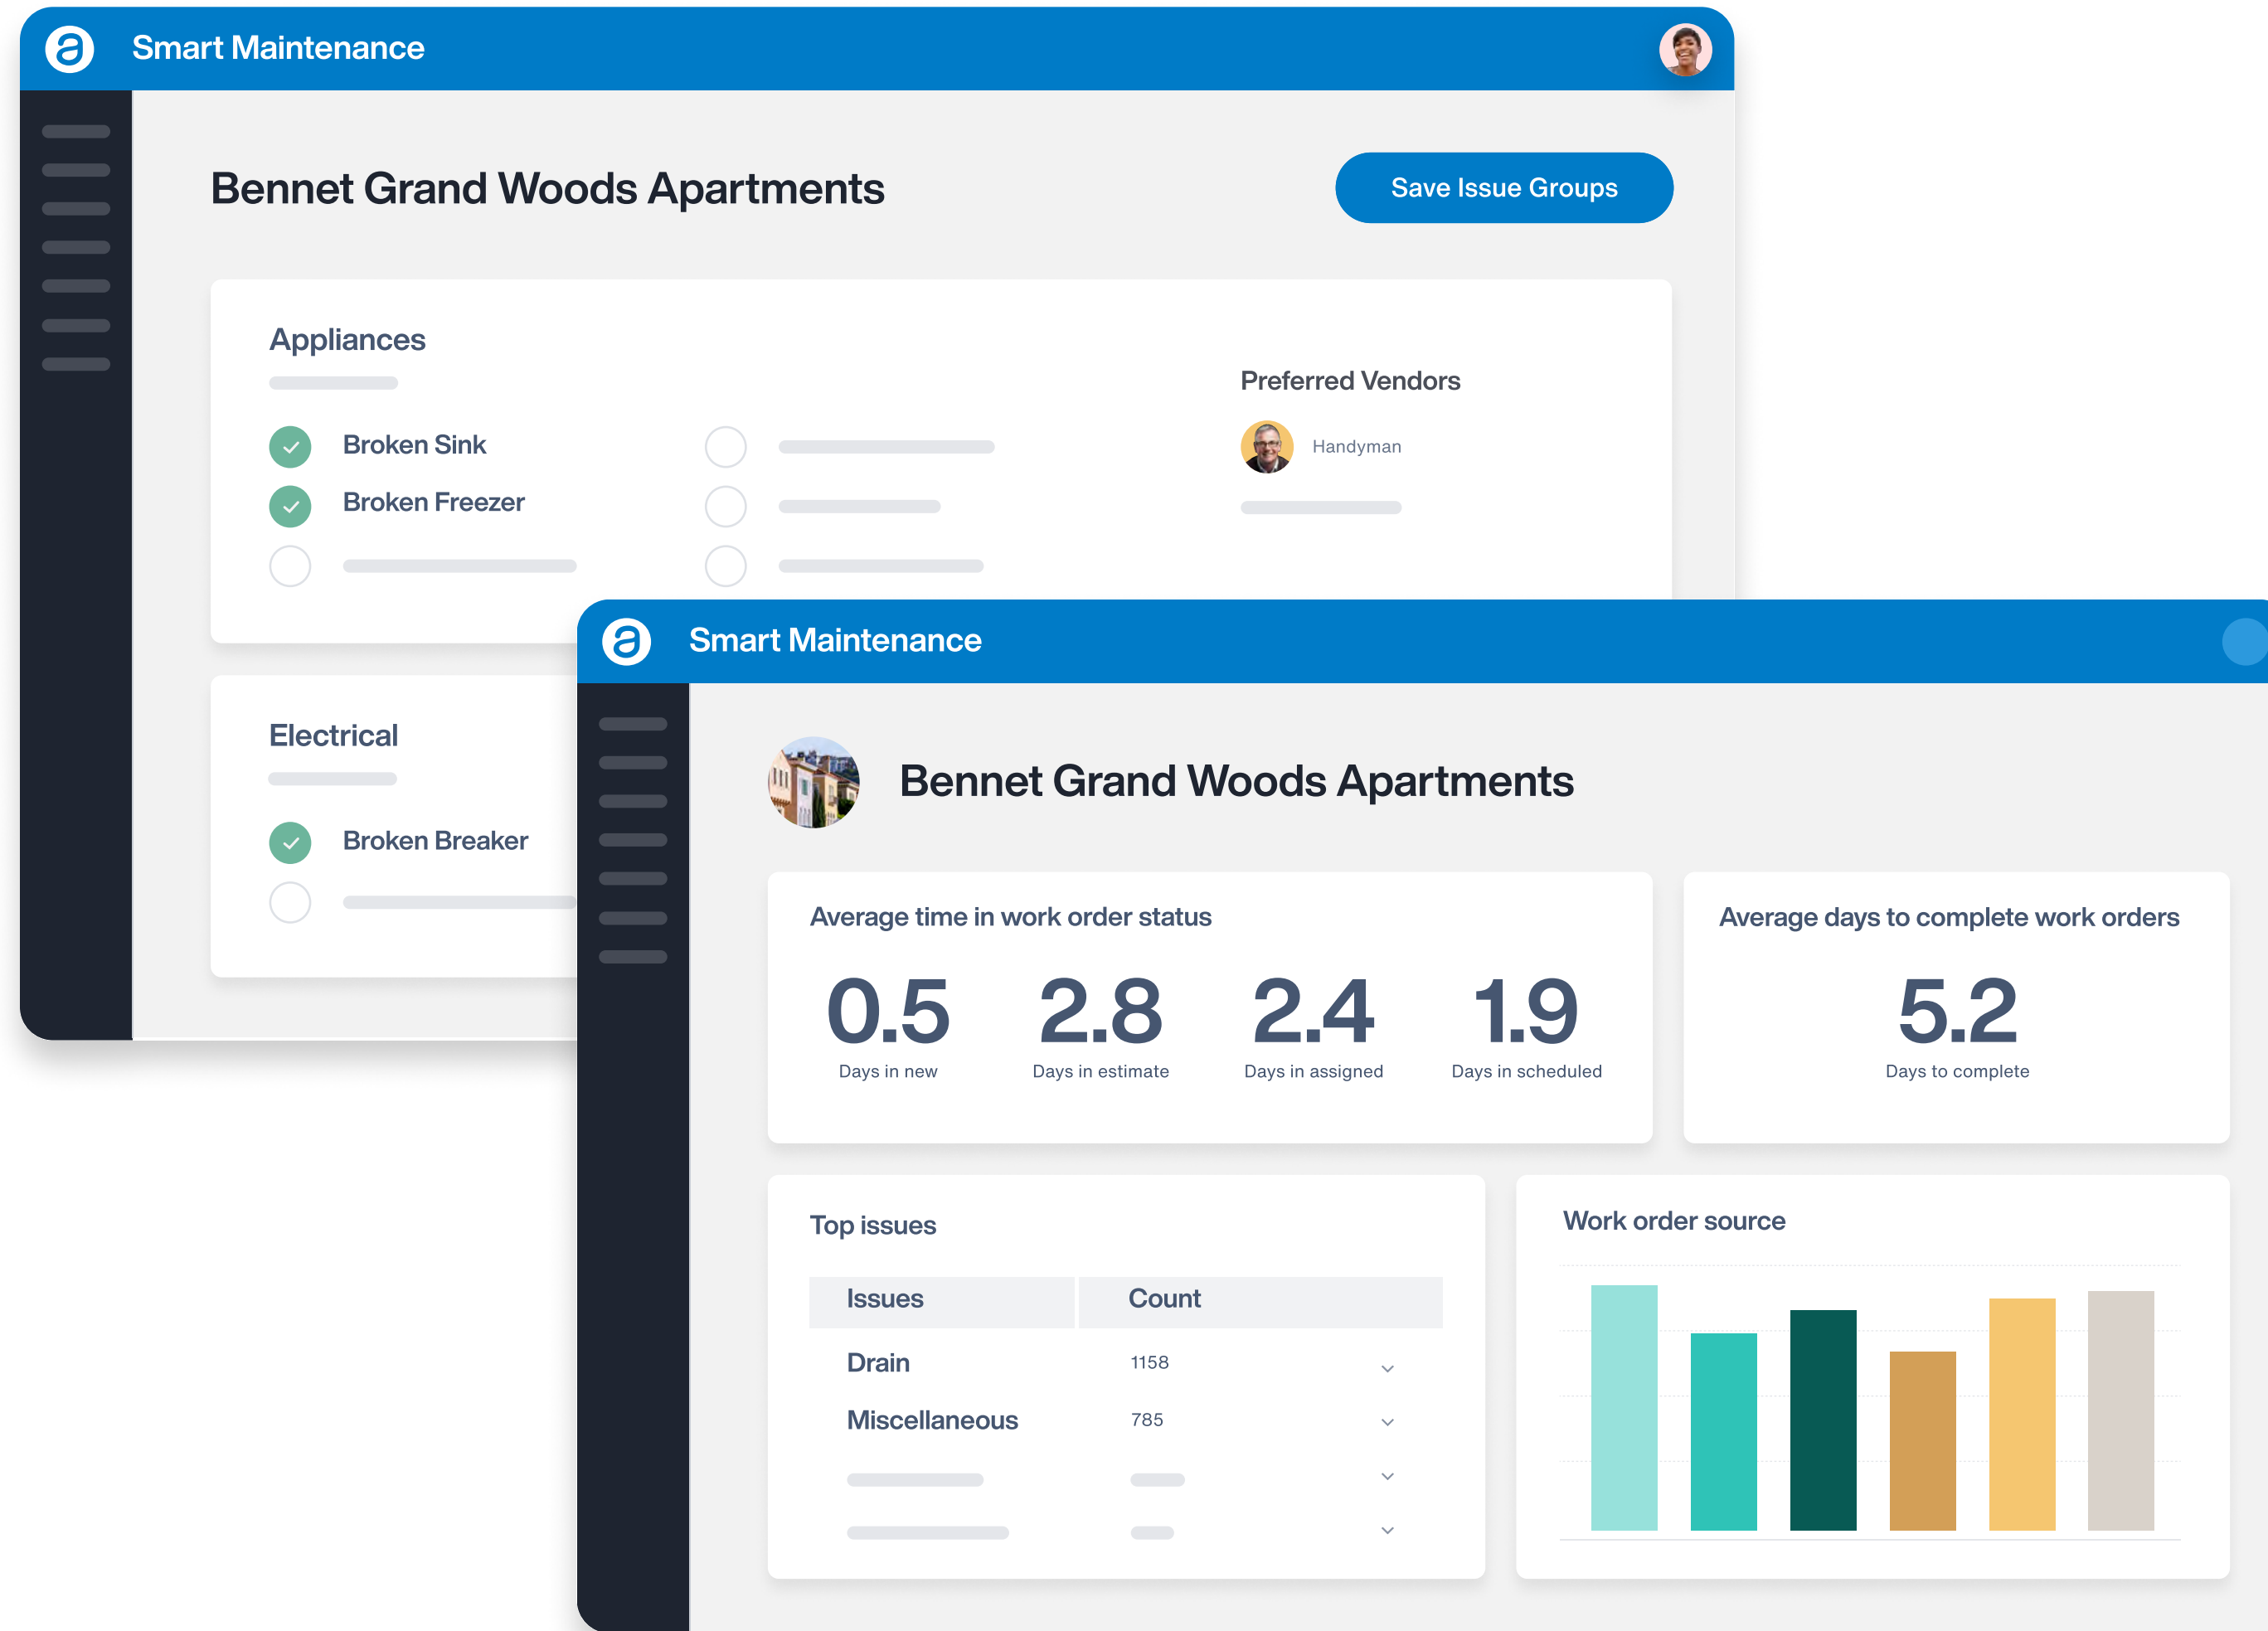 Smart Maintenance
Bennet Grand Woods Apartments
Save Issue Groups
Appliances
Preferred Vendors
Broken Sink
Handyman
Broken Freezer
Electrical
Broken Breaker
Smart Maintenance
Bennet Grand Woods Apartments
Average time in work order status
0.5 2.8 2.4 1.9
Days in new Days in estimate Days in assigned Days in scheduled
Average days to complete work orders
5.2
Days to complete
Top issues
Issues Count
Drain 1158
Miscellaneous 785
Work order source